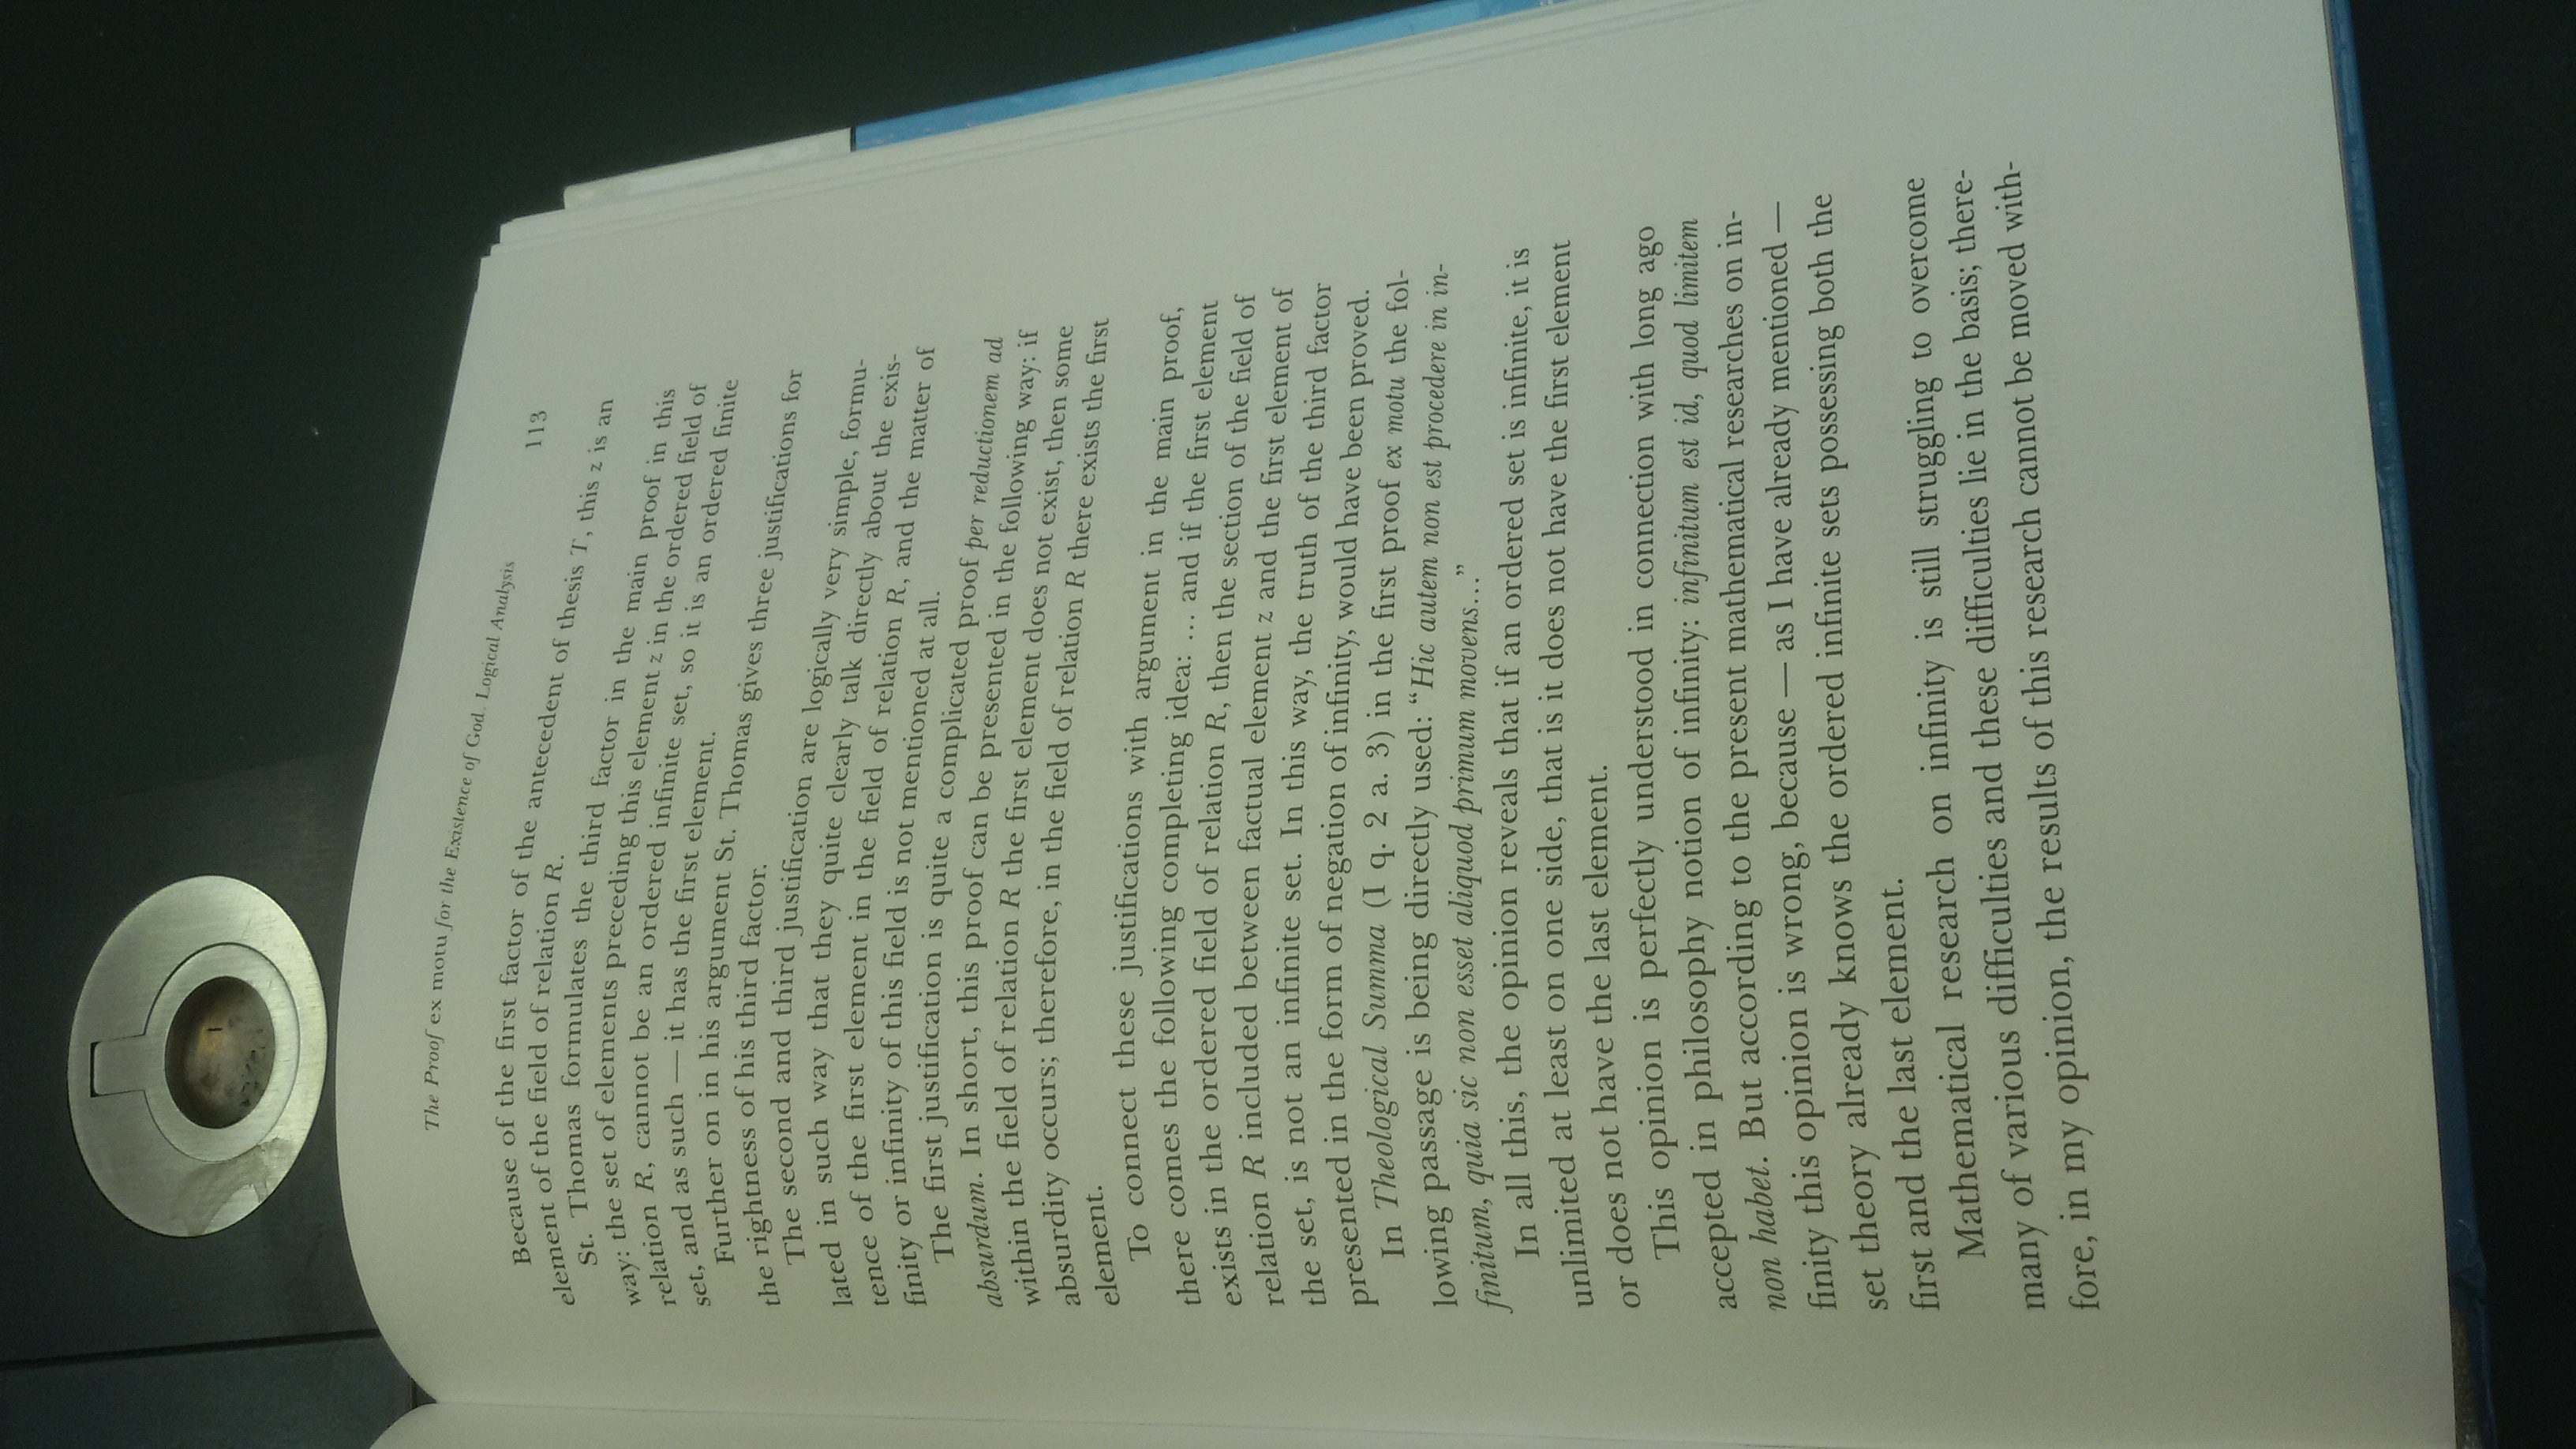 The Proof ex motu for the Existence of God. Logical Analysis 113
Because of the first factor of the antecedent of thesis T, this z is an
element of the field of relation R.
St. Thomas formulates the third factor in the main proof in this
way: the set of elements preceding this element z in the ordered field of
relation R, cannot be an ordered infinite set, so it is an ordered finite
set, and as such — it has the first element.
Further on in his argument St. Thomas gives three justifications for
the rightness of his third factor.
The second and third justification are logically very simple, formu-
lated in such way that they quite clearly talk directly about the exis-
tence of the first element in the field of relation R, and the matter of
finity or infinity of this field is not mentioned at all.
The first justification is quite a complicated proof per reductionem ad
absurdum. In short, this proof can be presented in the following way: if
within the field of relation R the first element does not exist, then some
absurdity occurs; therefore, in the field of relation R there exists the first
element.
To connect these justifications with argument in the main proof,
there comes the following completing idea: ... and if the first element
exists in the ordered field of relation R, then the section of the field of
relation R included between factual element z and the first element of
the set, is not an infinite set. In this way, the truth of the third factor
presented in the form of negation of infinity, would have been proved.
In Theological Summa (I q. 2 a. 3) in the first proof ex motu the fol-
lowing passage is being directly used: “Hic autem non est procedere in in-
finitum, quia sic non esset aliquod primum movens...”
In all this, the opinion reveals that if an ordered set is infinite, it is
unlimited at least on one side, that is it does not have the first element
or does not have the last element.
This opinion is perfectly understood in connection with long ago
accepted in philosophy notion of infinity: infinitum est id, quod limitem
non habet. But according to the present mathematical researches on in-
finity this opinion is wrong, because — as I have already mentioned —
set theory already knows the ordered infinite sets possessing both the
first and the last element.
Mathematical research on infinity is still struggling to overcome
many of various difficulties and these difficulties lie in the basis; there-
fore, in my opinion, the results of this research cannot be moved with-